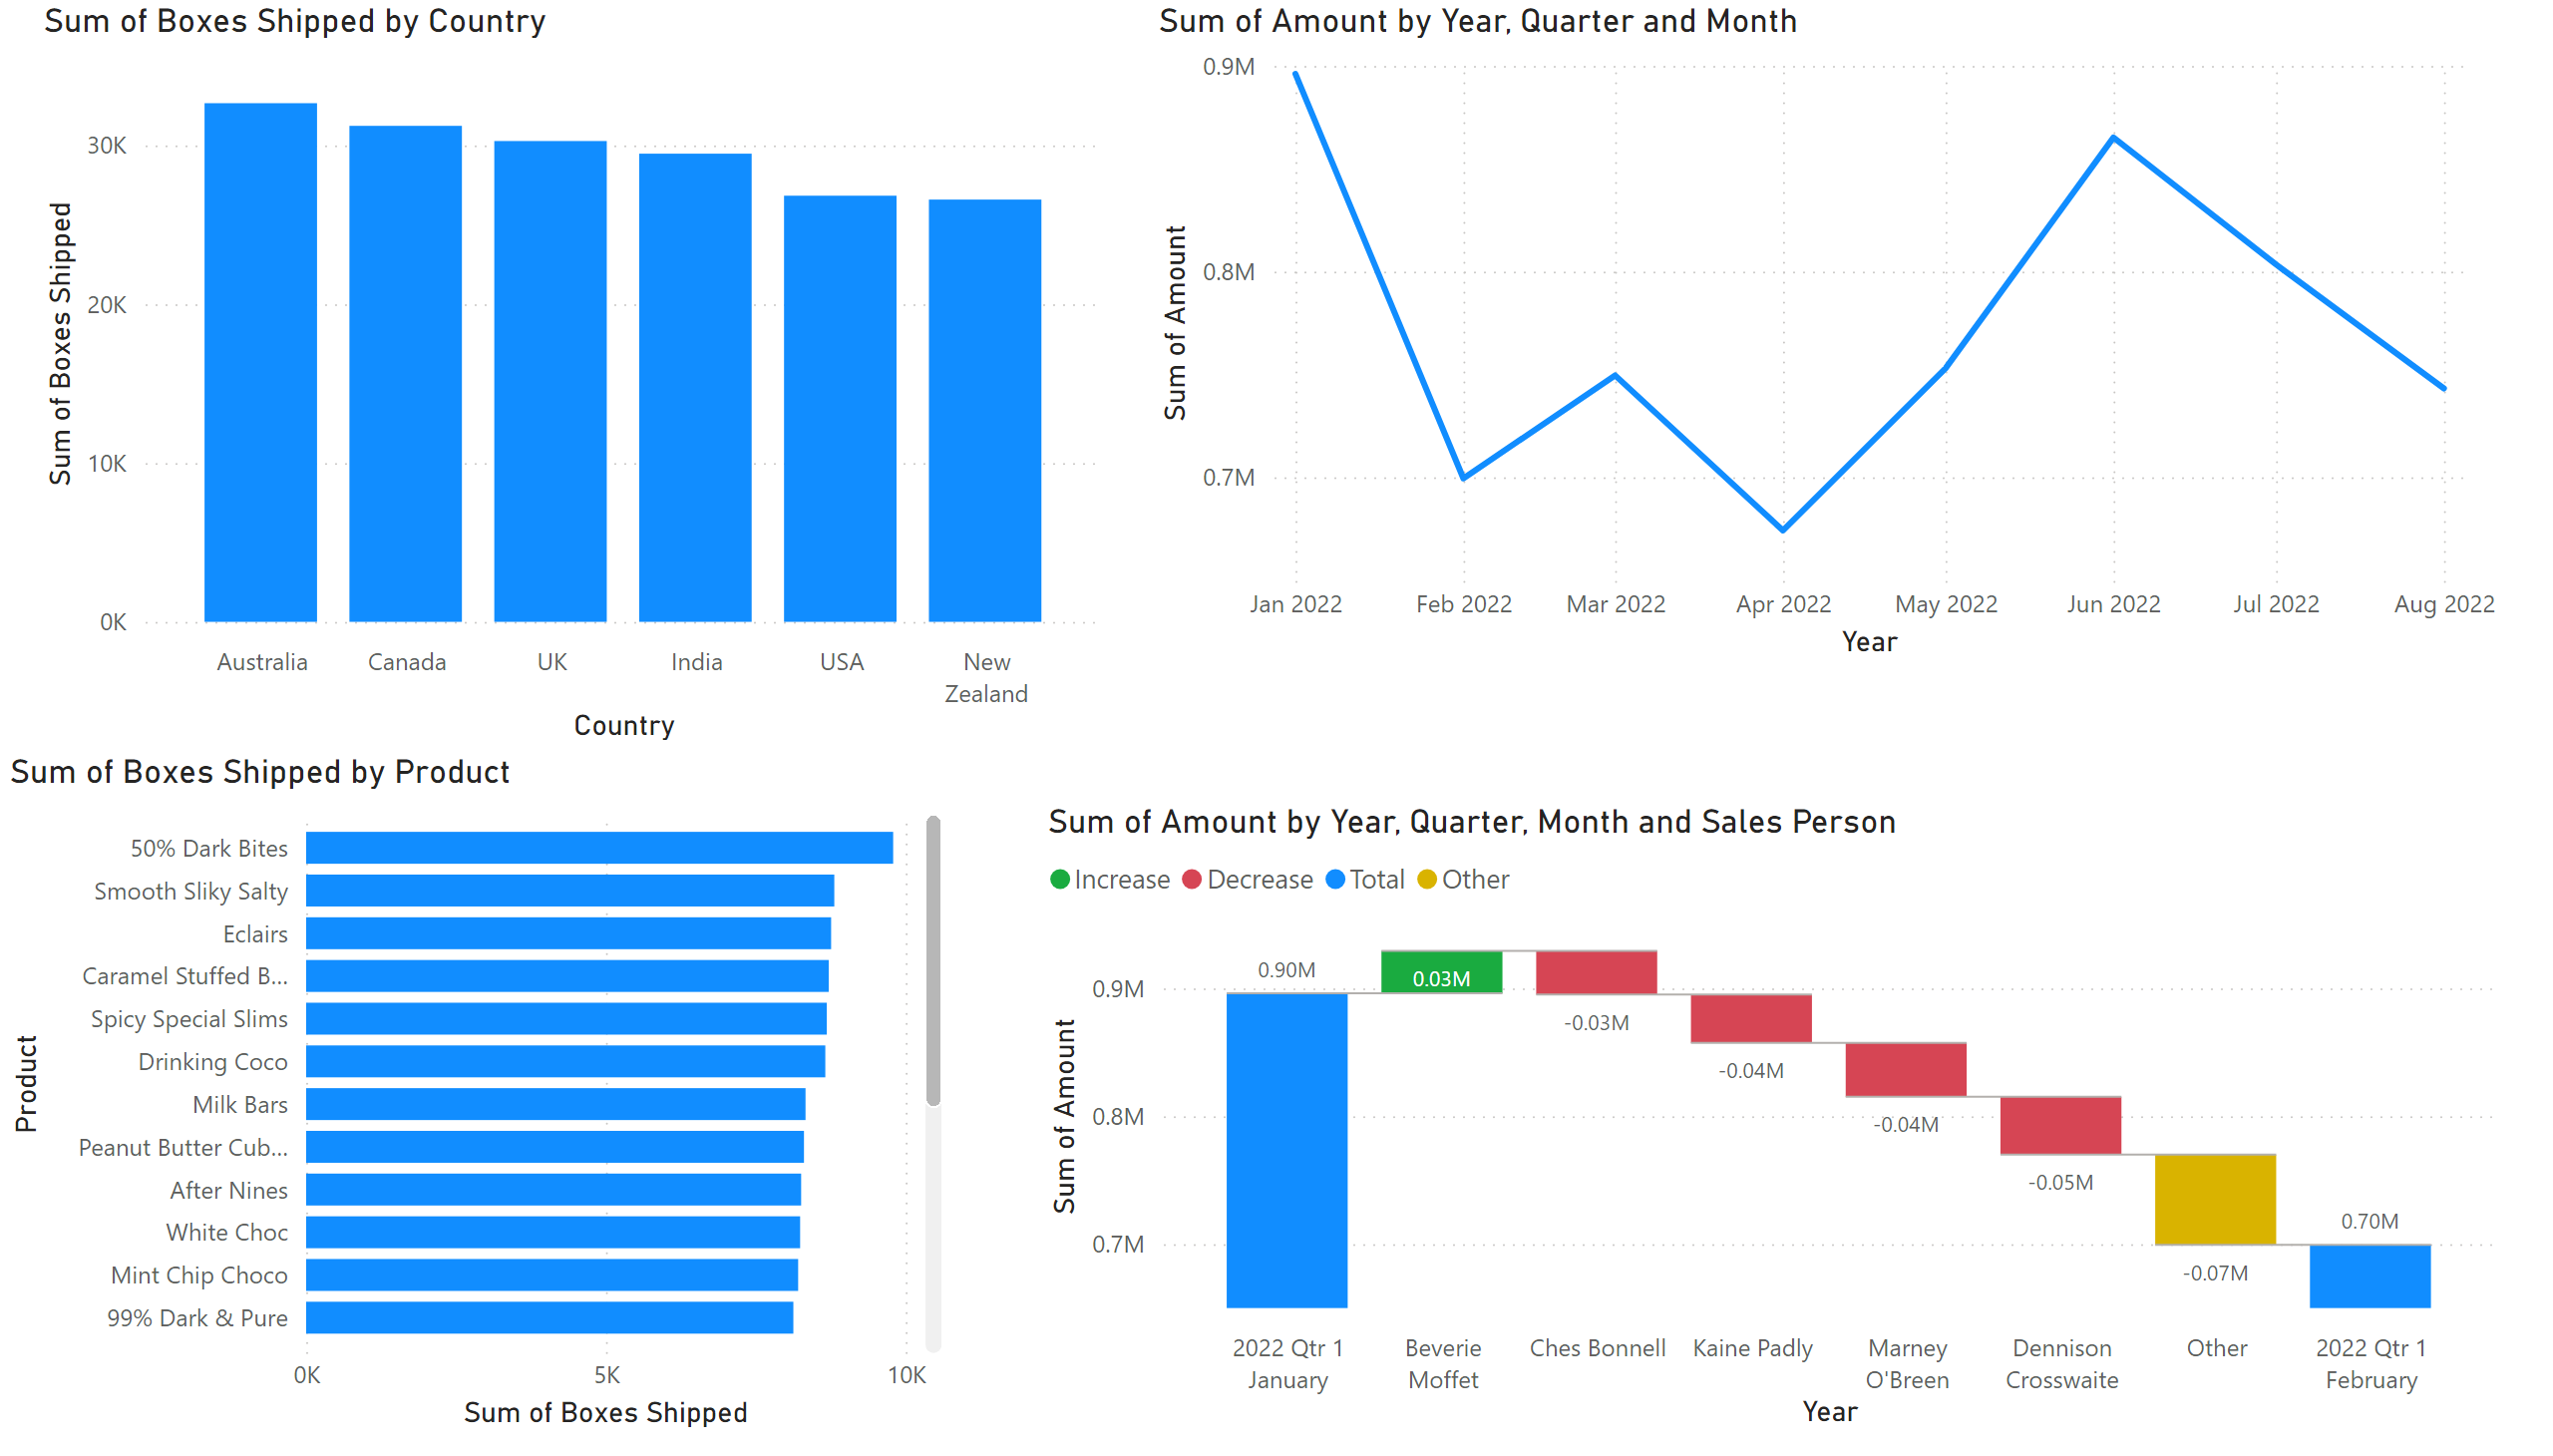 Sum of Boxes Shipped by Country
Sum of Boxes Shipped
30K
20K
10K
0K
Australia
Canada
UK
India
USA
New
Zealand
Country
Sum of Amount by Year, Quarter and Month
Sum of Amount
0.9M
0.8M
0.7M
Jan 2022
Feb 2022
Mar 2022
Apr 2022
May 2022
Jun 2022
Jul 2022
Aug 2022
Year
Sum of Boxes Shipped by Product
Product
50% Dark Bites
Smooth Sliky Salty
Eclairs
Caramel Stuffed B...
Spicy Special Slims
Drinking Coco
Milk Bars
Peanut Butter Cub...
After Nines
White Choc
Mint Chip Choco
99% Dark & Pure
0K
5K
10K
Sum of Boxes Shipped
Sum of Amount by Year, Quarter, Month and Sales Person
Increase
Decrease
Total
Other
Sum of Amount
0.9M
0.8M
0.7M
0.90M
0.03M
-0.03M
-0.04M
-0.04M
-0.05M
-0.07M
0.70M
2022 Qtr 1
January
Beverie
Moffet
Ches Bonnell
Kaine Padly
Marney
O'Breen
Dennison
Crosswaite
Other
2022 Qtr 1
February
Year